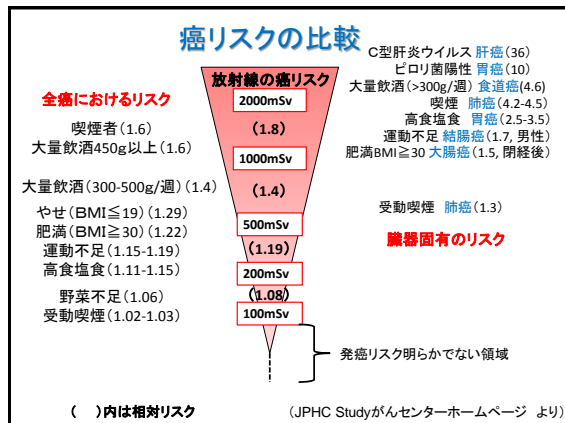 癌リスクの比較
全癌におけるリスク
喫煙者(1.6)
大量飲酒450g以上(1.6)
大量飲酒(300-500g/週)(1.4)
やせ(BMI≦19)(1.29)
肥満(BMI≧30)(1.22)
運動不足(1.15-1.19)
高食塩食(1.11-1.15)
野菜不足(1.06)
受動喫煙(1.02-1.03)
放射線の癌リスク
2000mSv
(1.8)
1000mSv
(1.4)
500mSv
(1.19)
200mSv
(1.08)
100mSv
C型肝炎ウイルス 肝癌(36)
ピロリ菌陽性 胃癌(10)
大量飲酒(>300g/週) 食道癌(4.6)
喫煙 肺癌(4.2-4.5)
高食塩食 胃癌(2.5-3.5)
運動不足 結腸癌(1.7, 男性)
肥満BMI≧30 大腸癌(1.5, 閉経後)
受動喫煙 肺癌(1.3)
臓器固有のリスク
発癌リスク明らかでない領域
( )内は相対リスク
(JPHC Studyがんセンターホームページ より)